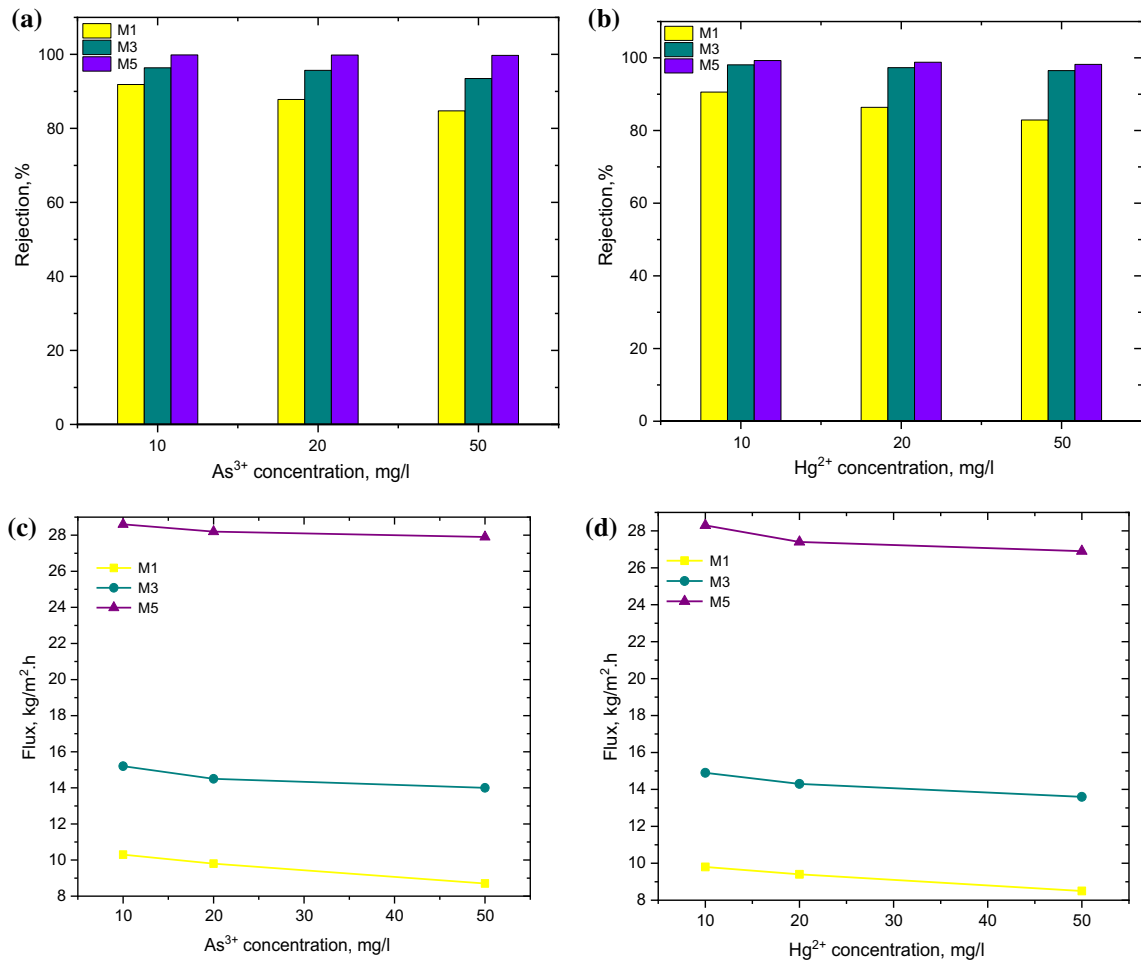 (a)
M1
M3
M5
100
80
60
40
20
0
Rejection,%
10 20 50
As³⁺ concentration, mg/l
(b)
M1
M3
M5
100
80
60
40
20
0
Rejection,%
10 20 50
Hg²⁺ concentration, mg/l
(c)
M1
M3
M5
28
26
24
22
20
18
16
14
12
10
8
Flux, kg/m².h
10 20 30 40 50
As³⁺ concentration, mg/l
(d)
M1
M3
M5
28
26
24
22
20
18
16
14
12
10
8
Flux, kg/m².h
10 20 30 40 50
Hg²⁺ concentration, mg/l